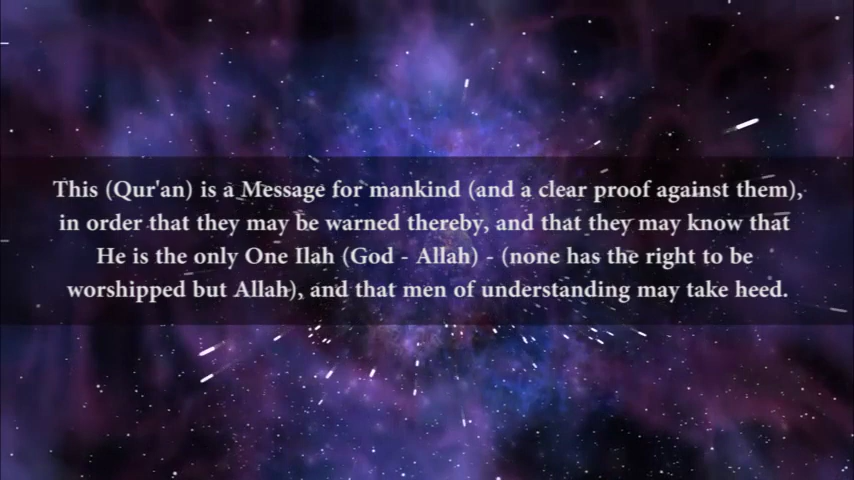 This (Qur'an) is a Message for mankind (and a clear proof against them),
in order that they may be warned thereby, and that they may know that
He is the only One Ilah (God - Allah) - (none has the right to be
worshipped but Allah), and that men of understanding may take heed.